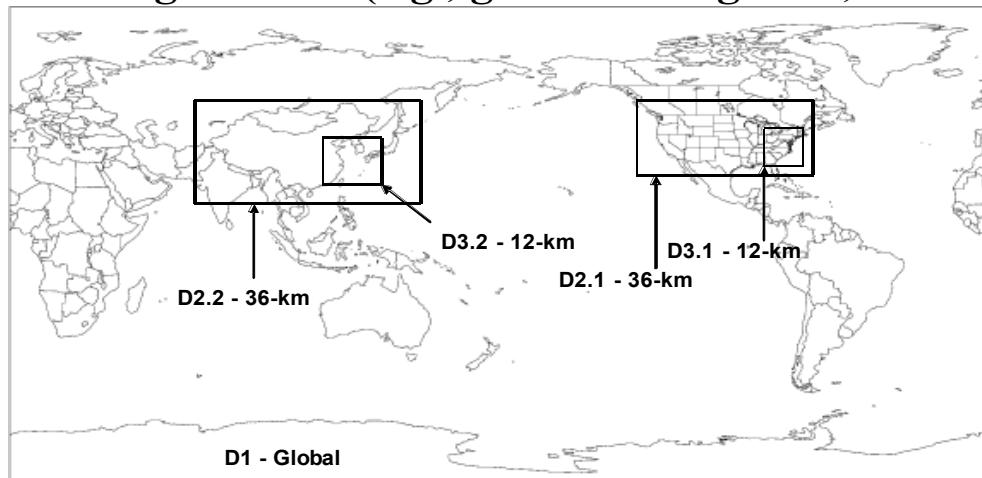 D3.2 - 12-km
D3.1 - 12-km
D2.1 - 36-km
D2.2 - 36-km
D1 - Global